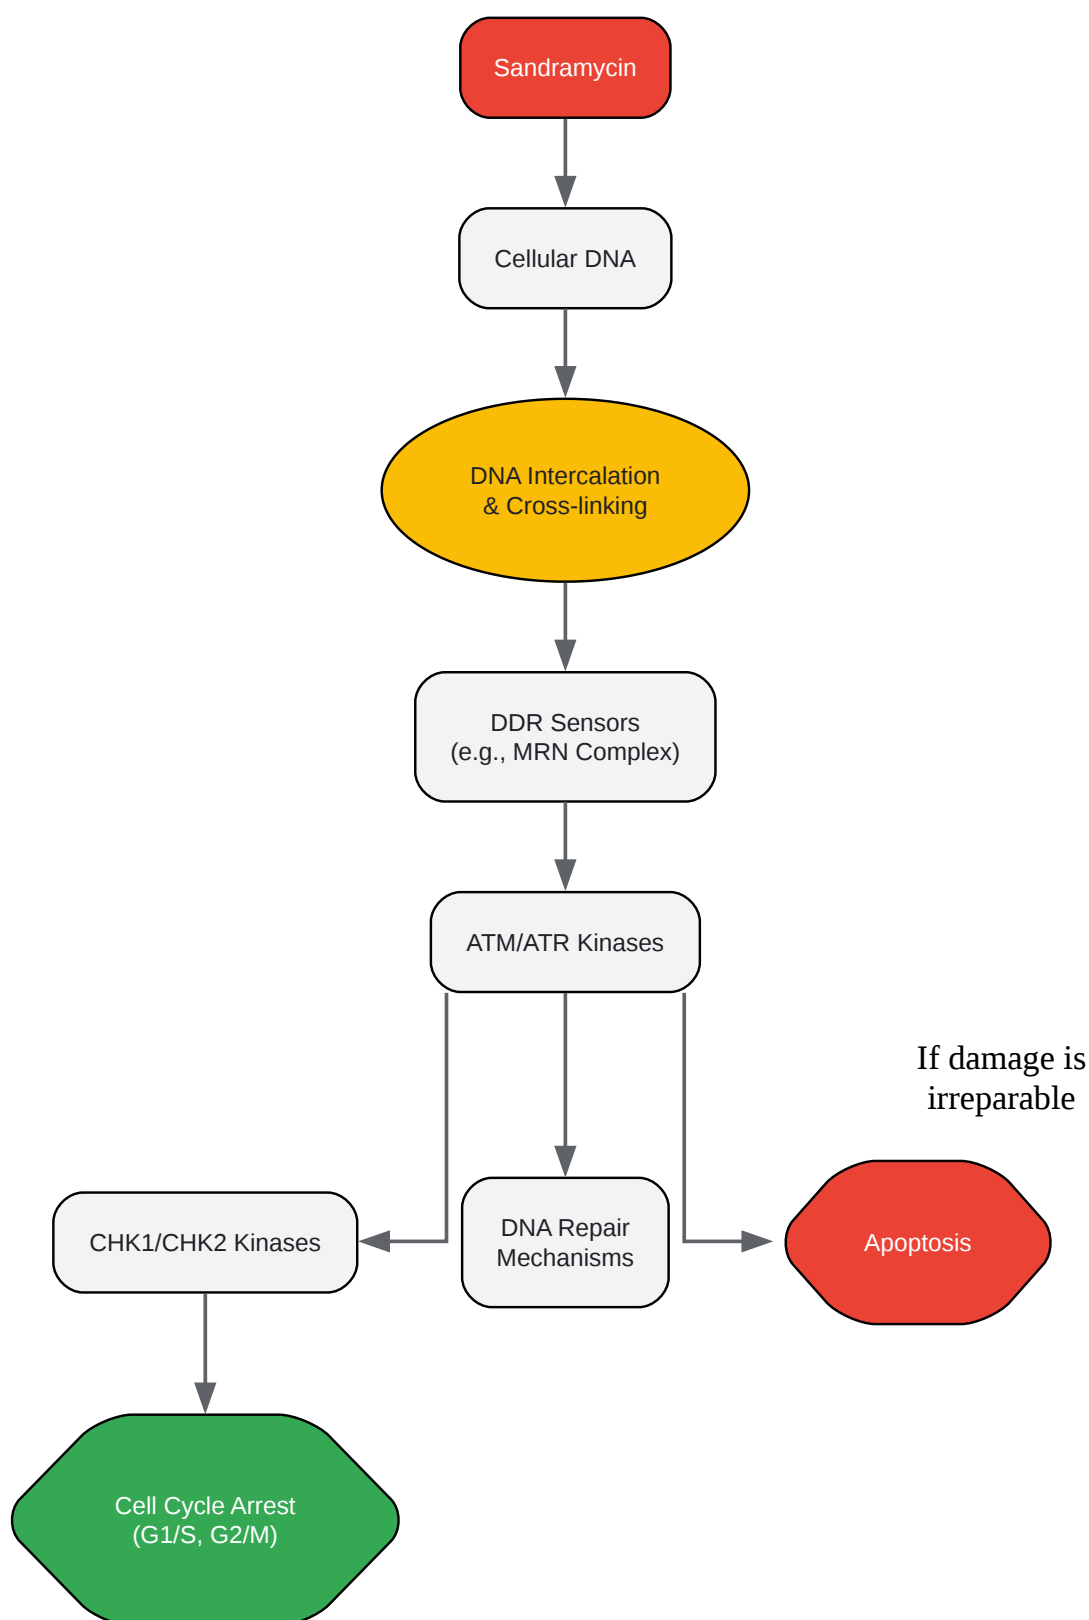 Sandramycin
Cellular DNA
DNA Intercalation
& Cross-linking
DDR Sensors
(e.g., MRN Complex)
ATM/ATR Kinases
If damage is
irreparable
CHK1/CHK2 Kinases
DNA Repair
Mechanisms
Apoptosis
Cell Cycle Arrest
(G1/S, G2/M)